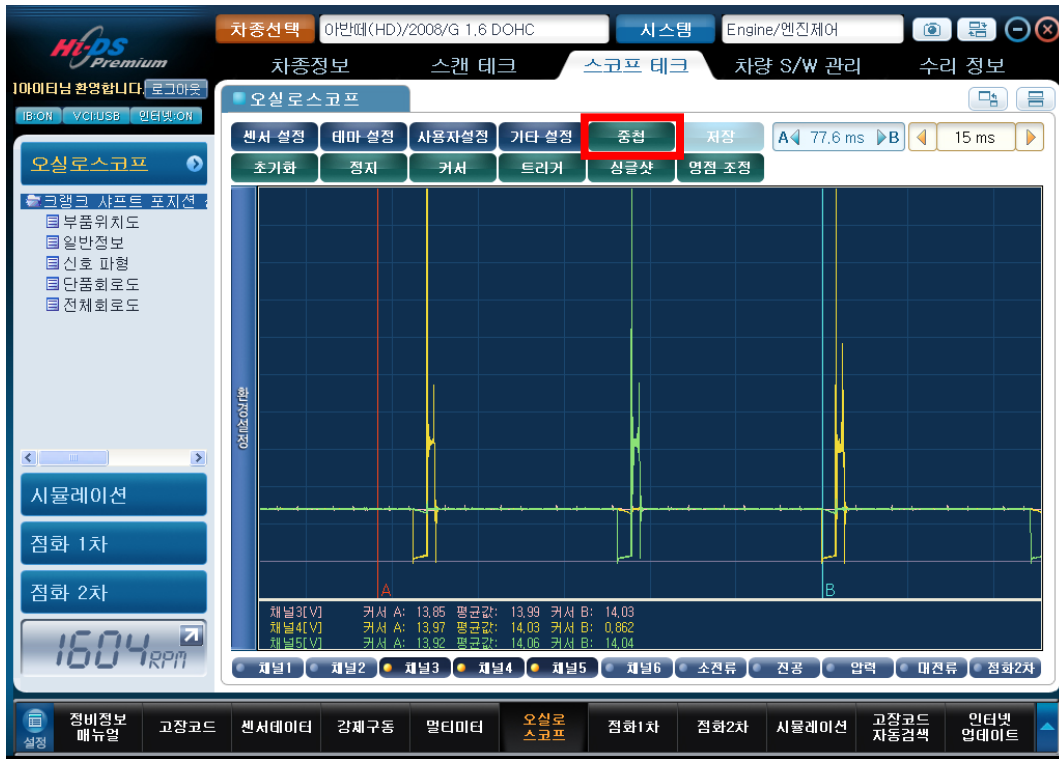 Hi-DS
Premium
차종선택 아반떼(HD)/2008/G 1,6 DOHC 시스템 Engine/엔진제어
차종정보 스캔 테크 스코프 테크 차량 S/W 관리 수리 정보
10아이티님 환영합니다. 로그아웃
IB:ON VCI:USB 인터넷:ON
오실로스코프
센서 설정 테마 설정 사용자설정 기타 설정 중첩 저장 A 77,6 ms B 15 ms
초기화 정지 커서 트리거 싱글샷 영점 조정
오실로스코프
크랭크 샤프트 포지션
부품위치도
일반정보
신호 파형
단품회로도
전체회로도
시뮬레이션
점화 1차
점화 2차
1604 RPM
환경설정
A
B
채널3[V] 커서 A: 13,85 평균값: 13,99 커서 B: 14,03
채널4[V] 커서 A: 13,97 평균값: 14,03 커서 B: 0,862
채널5[V] 커서 A: 13,92 평균값: 14,06 커서 B: 14,04
채널1 채널2 채널3 채널4 채널5 채널6 소전류 진공 압력 대전류 점화2차
설정 정비정보 매뉴얼 고장코드 센서데이터 강제구동 멀티미터 오실로 스코프 점화1차 점화2차 시뮬레이션 고장코드 자동검색 인터넷 업데이트